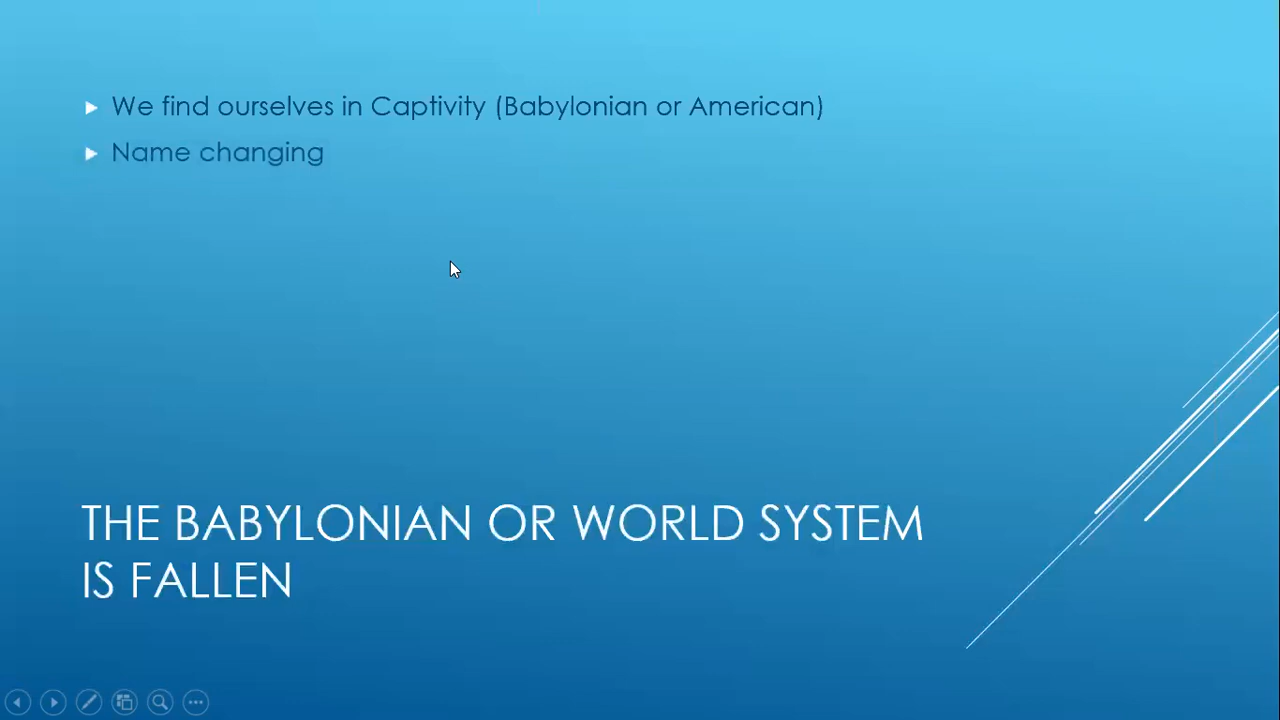 We find ourselves in Captivity (Babylonian or American)
Name changing
THE BABYLONIAN OR WORLD SYSTEM
IS FALLEN